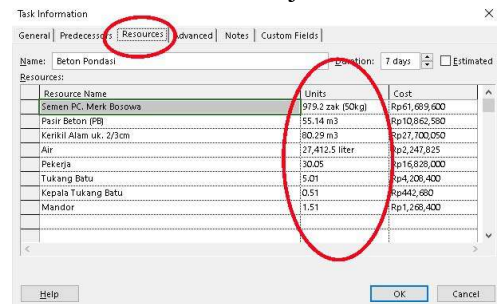 Task Information
General Predecessors Resources Advanced Notes Custom Fields
Name: Beton Pondasi Duration: 7 days Estimated
Resources:
Resource Name Units Cost
Semen PC. Merk Bosowa 979.2 zak (50kg) Rp61,689,600
Pasir Beton (PB) 55.14 m3 Rp10,862,580
Kerikil Alam uk. 2/3cm 80.29 m3 Rp27,700,050
Air 27,412.5 liter Rp2,247,825
Pekerja 30.05 Rp16,828,000
Tukang Batu 5.01 Rp4,208,400
Kepala Tukang Batu 0.51 Rp442,680
Mandor 1.51 Rp1,268,400
Help OK Cancel